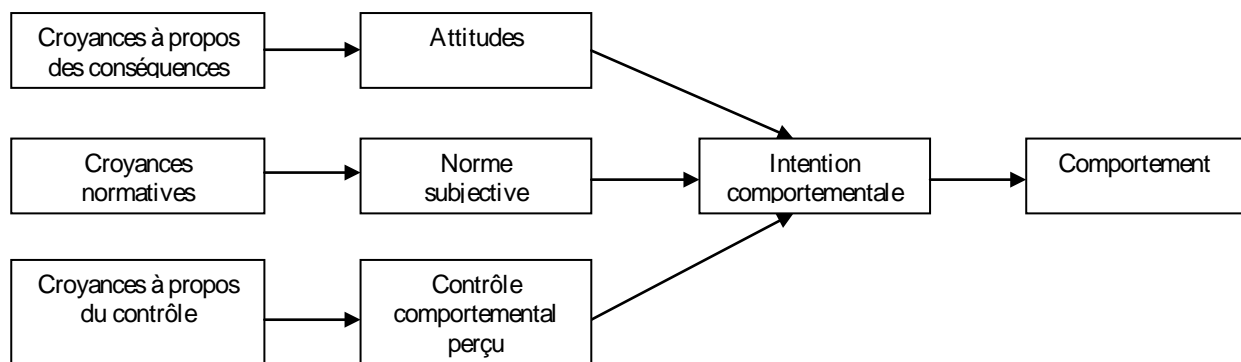 Croyances à propos
des conséquences
Attitudes
Croyances
normatives
Norme
subjective
Intention
comportementale
Comportement
Croyances à propos
du contrôle
Contrôle
comportemental
perçu